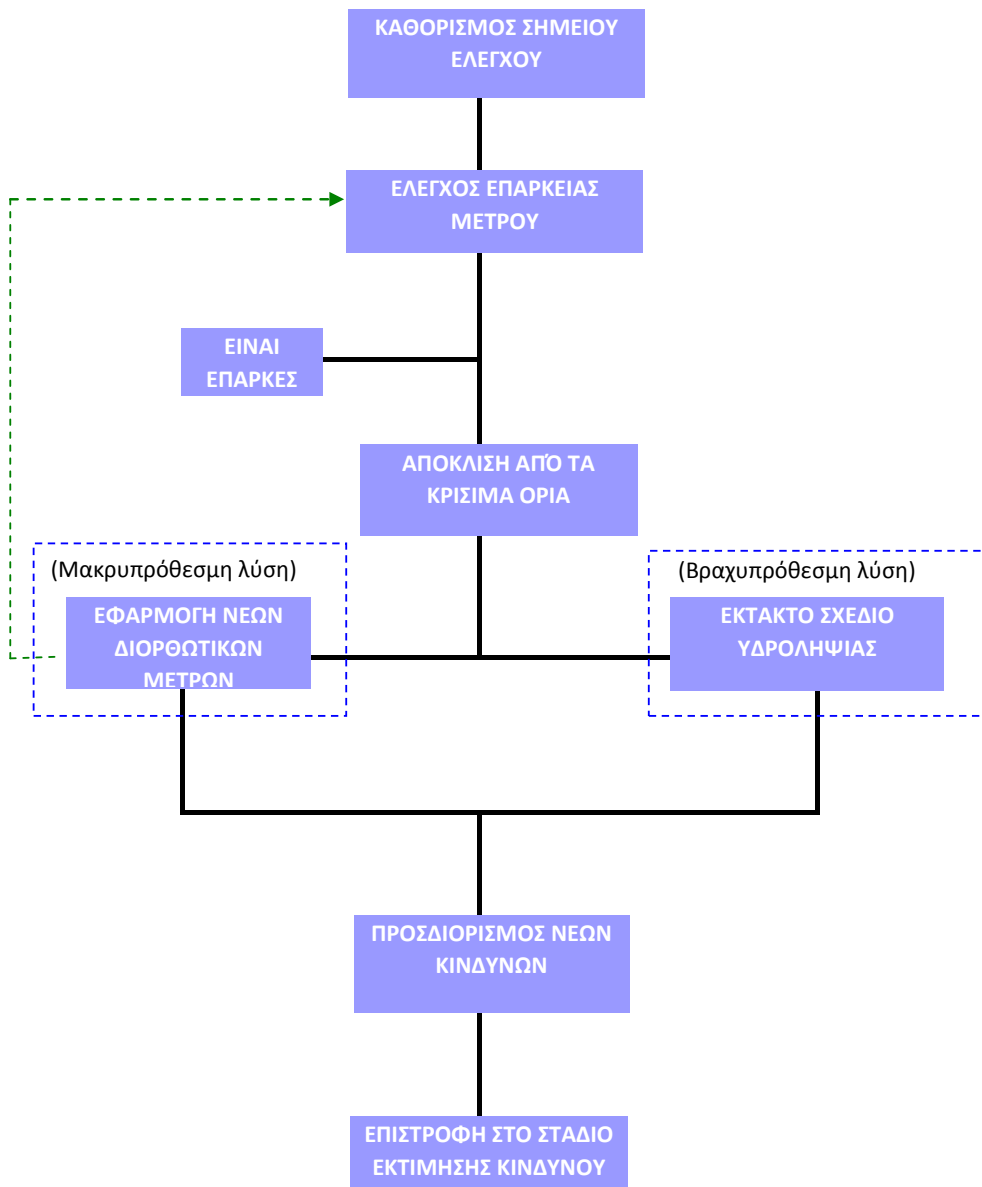 ΚΑΘΟΡΙΣΜΟΣ ΣΗΜΕΙΟΥ
ΕΛΕΓΧΟΥ
ΕΛΕΓΧΟΣ ΕΠΑΡΚΕΙΑΣ
ΜΕΤΡΟΥ
ΕΙΝΑΙ
ΕΠΑΡΚΕΣ
ΑΠΟΚΛΙΣΗ ΑΠΌ ΤΑ
ΚΡΙΣΙΜΑ ΟΡΙΑ
(Μακρυπρόθεσμη λύση)
ΕΦΑΡΜΟΓΗ ΝΕΩΝ
ΔΙΟΡΘΩΤΙΚΩΝ
ΜΕΤΡΩΝ
(Βραχυπρόθεσμη λύση)
ΕΚΤΑΚΤΟ ΣΧΕΔΙΟ
ΥΔΡΟΛΗΨΙΑΣ
ΠΡΟΣΔΙΟΡΙΣΜΟΣ ΝΕΩΝ
ΚΙΝΔΥΝΩΝ
ΕΠΙΣΤΡΟΦΗ ΣΤΟ ΣΤΑΔΙΟ
ΕΚΤΙΜΗΣΗΣ ΚΙΝΔΥΝΟΥ